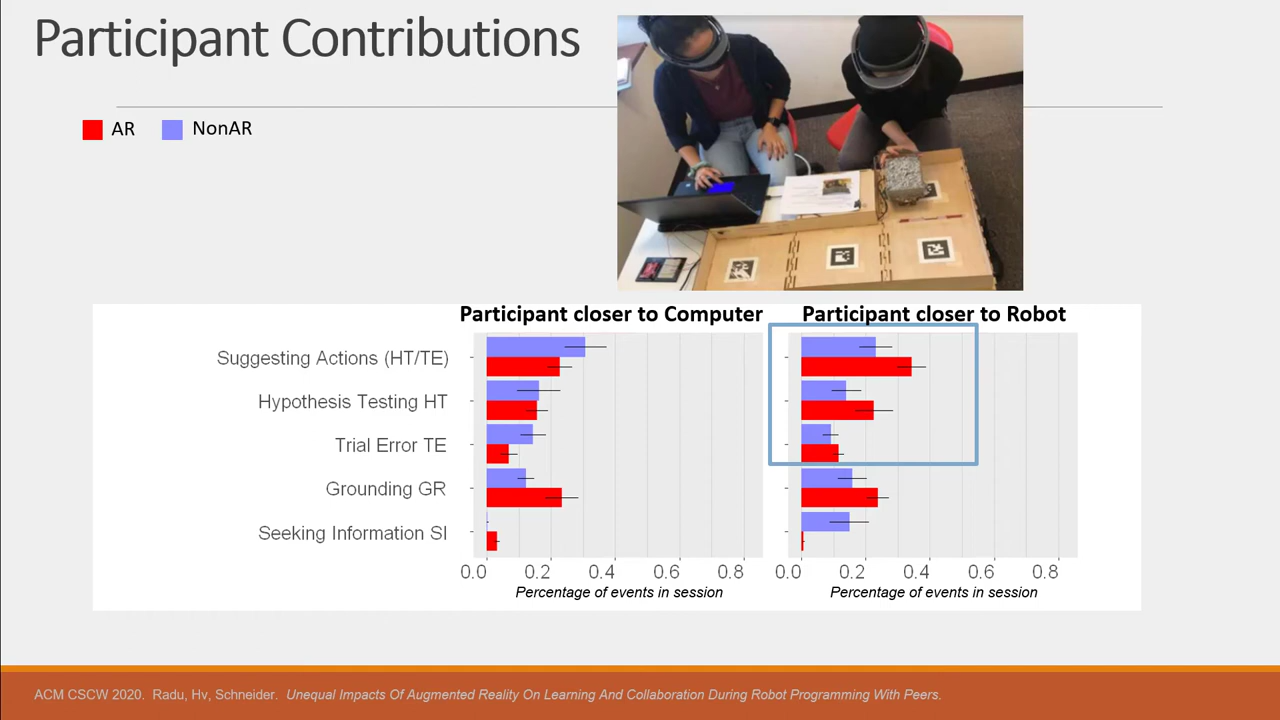 Participant Contributions
AR NonAR
Participant closer to Computer Participant closer to Robot
Suggesting Actions (HT/TE)
Hypothesis Testing HT
Trial Error TE
Grounding GR
Seeking Information SI
0.0 0.2 0.4 0.6 0.8 0.0 0.2 0.4 0.6 0.8
Percentage of events in session Percentage of events in session
ACM CSCW 2020. Radu, Hv, Schneider. Unequal Impacts Of Augmented Reality On Learning And Collaboration During Robot Programming With Peers.